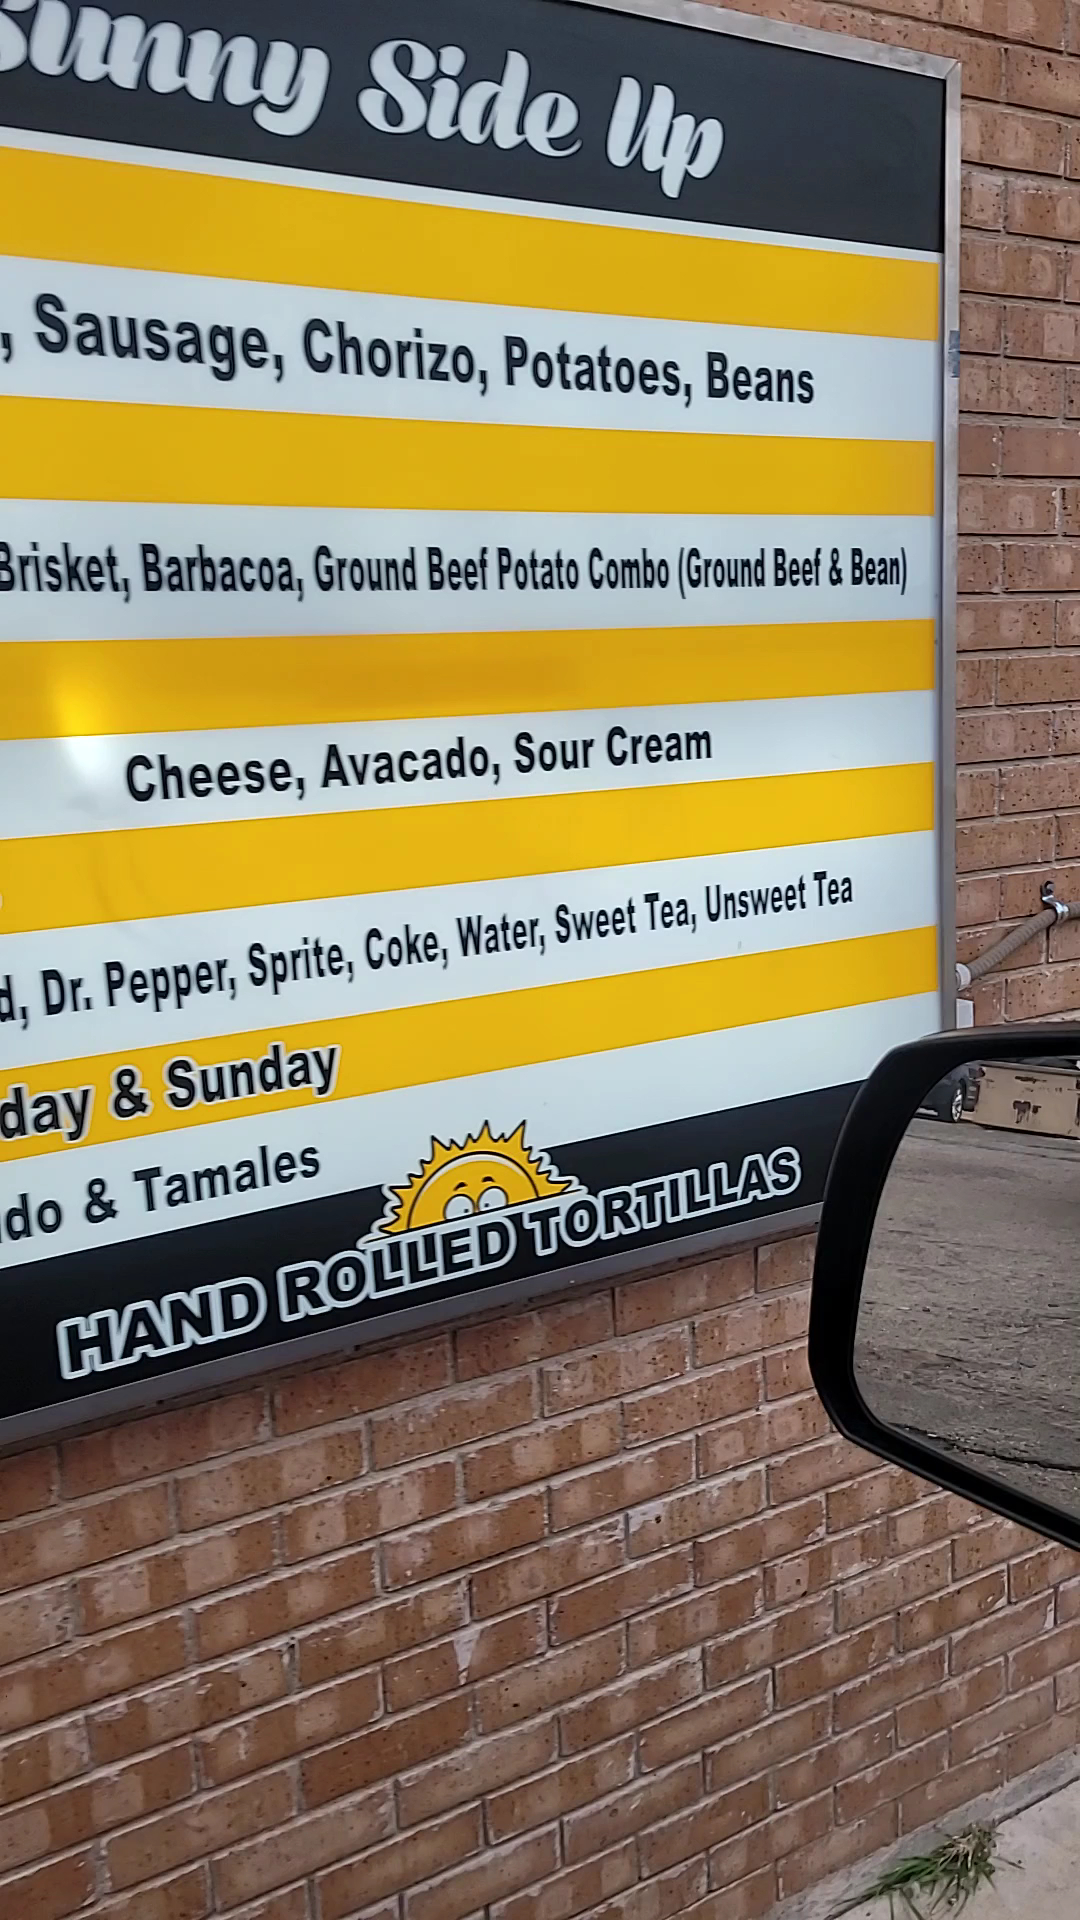 Sunny Side Up
, Sausage, Chorizo, Potatoes, Beans
Brisket, Barbacoa, Ground Beef Potato Combo (Ground Beef & Bean)
Cheese, Avacado, Sour Cream
d, Dr. Pepper, Sprite, Coke, Water, Sweet Tea, Unsweet Tea
day & Sunday
do & Tamales
HAND ROLLED TORTILLAS